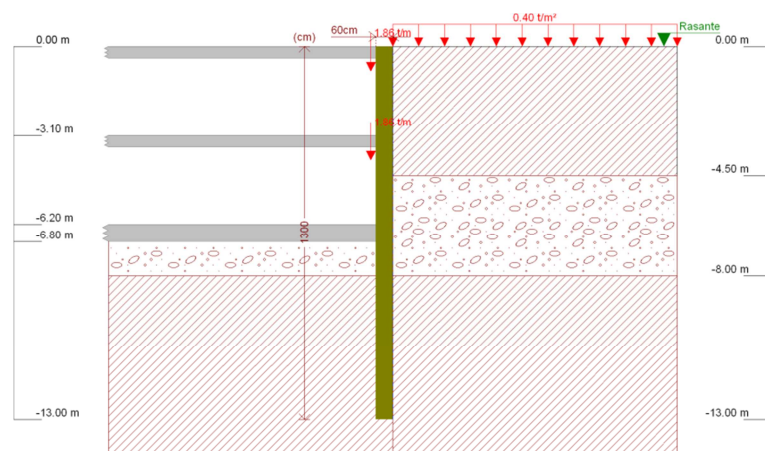 0.40 t/m²
60cm
1.86 t/m
Rasante
(cm)
0.00 m
0.00 m
1.86 t/m
-3.10 m
-4.50 m
-6.20 m
-6.80 m
1300
-8.00 m
-13.00 m
-13.00 m